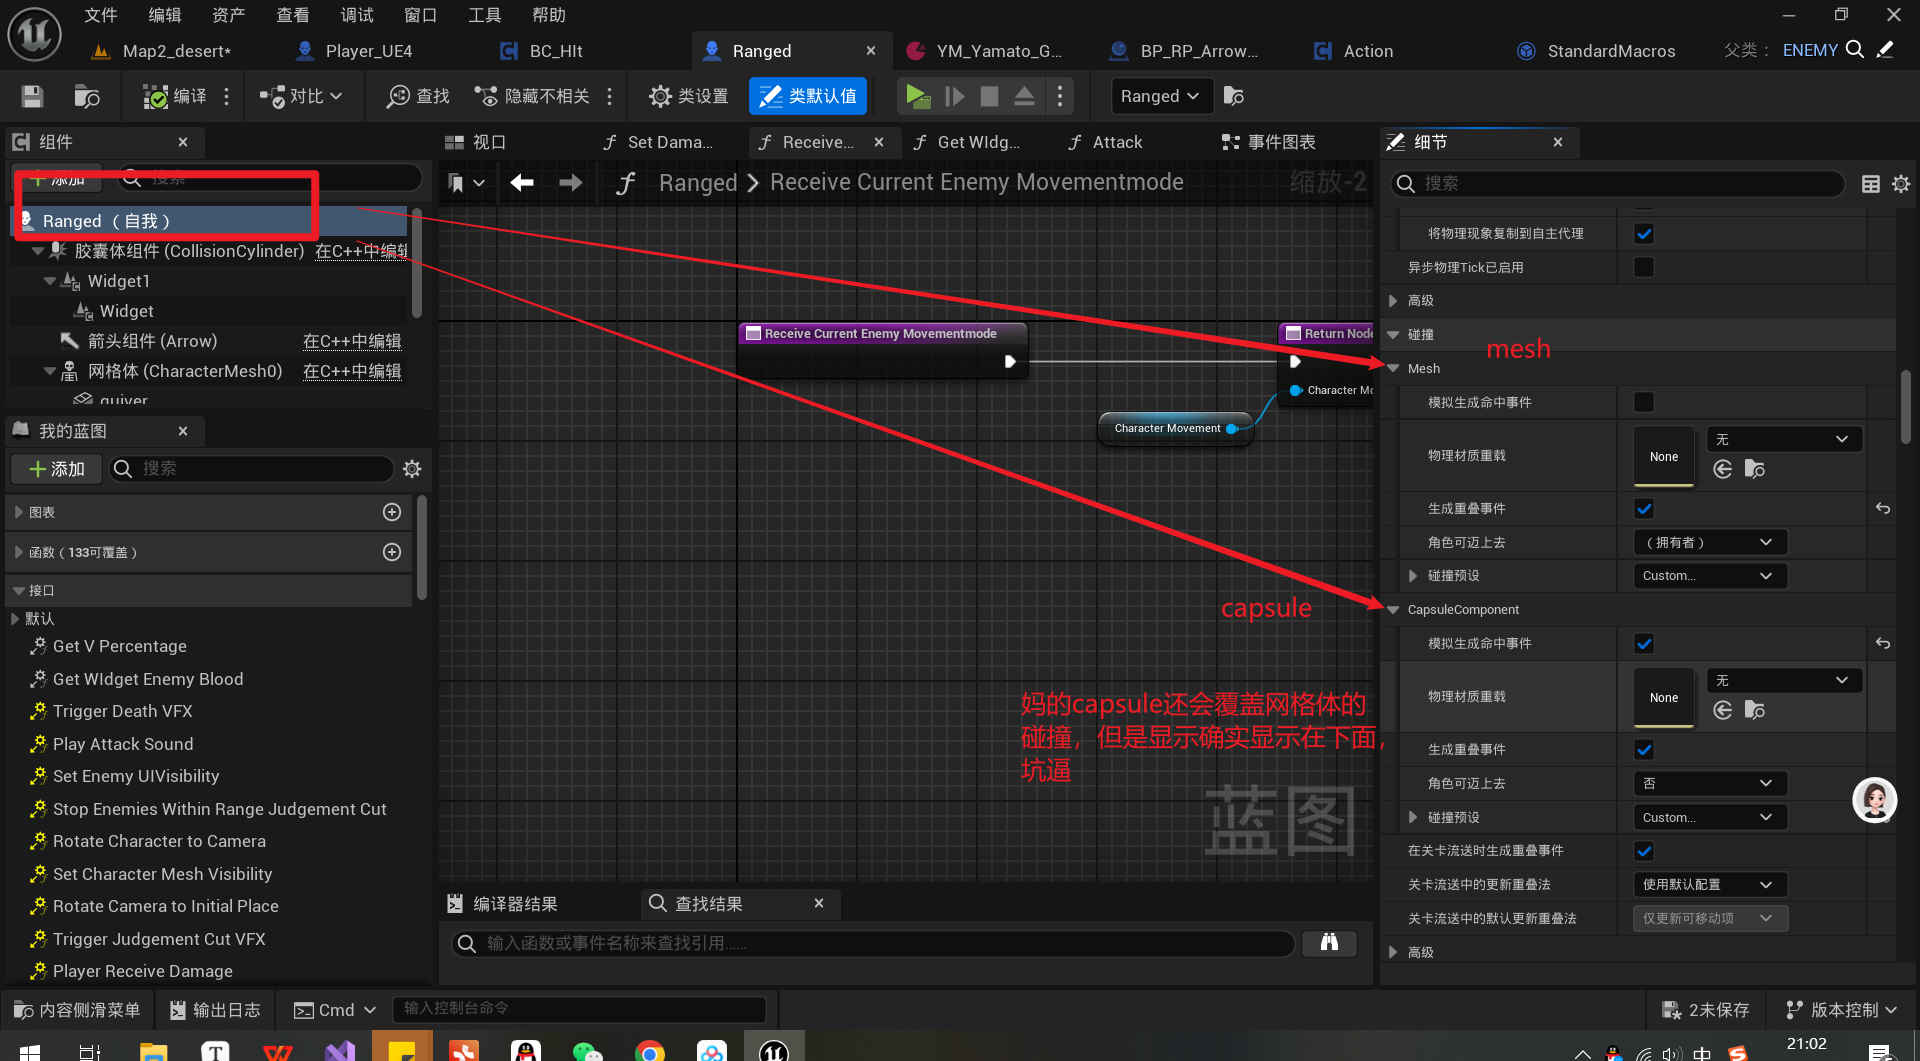 文件 编辑 资产 查看 调试 窗口 工具 帮助
Map2_desert* Player_UE4 BC_HIt Ranged YM_Yamato_G... BP_RP_Arrow... Action StandardMacros 父类： ENEMY
编译 对比 查找 隐藏不相关 类设置 类默认值 Ranged
组件
添加 搜索
Ranged （自我）
胶囊体组件 (CollisionCylinder) 在C++中编辑
Widget1
Widget
箭头组件 (Arrow) 在C++中编辑
网格体 (CharacterMesh0) 在C++中编辑
quiver
我的蓝图
添加 搜索
图表
函数（133可覆盖）
接口
默认
Get V Percentage
Get WIdget Enemy Blood
Trigger Death VFX
Play Attack Sound
Set Enemy UIVisibility
Stop Enemies Within Range Judgement Cut
Rotate Character to Camera
Set Character Mesh Visibility
Rotate Camera to Initial Place
Trigger Judgement Cut VFX
Player Receive Damage
视口 Set Dama... Receive... Get WIdg... Attack 事件图表
Ranged Receive Current Enemy Movementmode 缩放-2
Receive Current Enemy Movementmode
Return Node
Character Mo
Character Movement
mesh
capsule
妈的capsule还会覆盖网格体的
碰撞，但是显示确实显示在下面，
坑逼
蓝图
编译器结果 查找结果
输入函数或事件名称来查找引用......
细节
搜索
将物理现象复制到自主代理
异步物理Tick已启用
高级
碰撞
Mesh
模拟生成命中事件
物理材质重载 None 无
生成重叠事件
角色可迈上去 （拥有者）
碰撞预设 Custom...
CapsuleComponent
模拟生成命中事件
物理材质重载 None 无
生成重叠事件
角色可迈上去 否
碰撞预设 Custom...
在关卡流送时生成重叠事件
关卡流送中的更新重叠法 使用默认配置
关卡流送中的默认更新重叠法 仅更新可移动项
高级
内容侧滑菜单 输出日志 Cmd 输入控制台命令 2未保存 版本控制
中 21:02